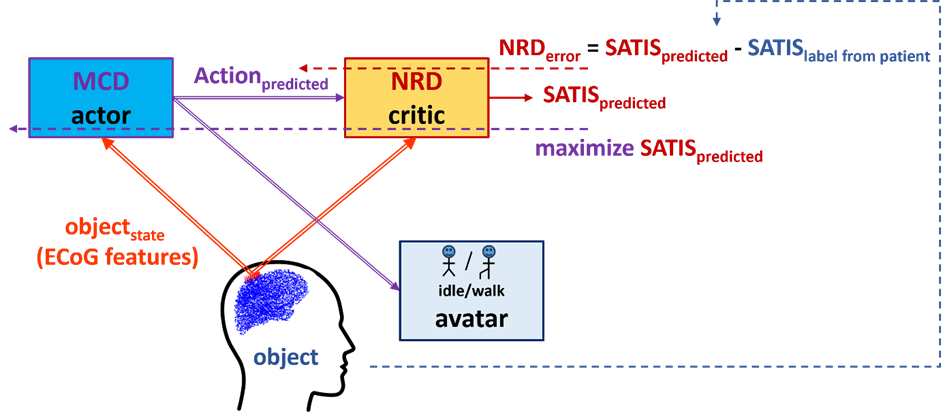 NRDerror = SATISpredicted - SATISlabel from patient
MCD
actor
Actionpredicted
NRD
critic
SATISpredicted
maximize SATISpredicted
objectstate
(ECoG features)
/
idle/walk
avatar
object